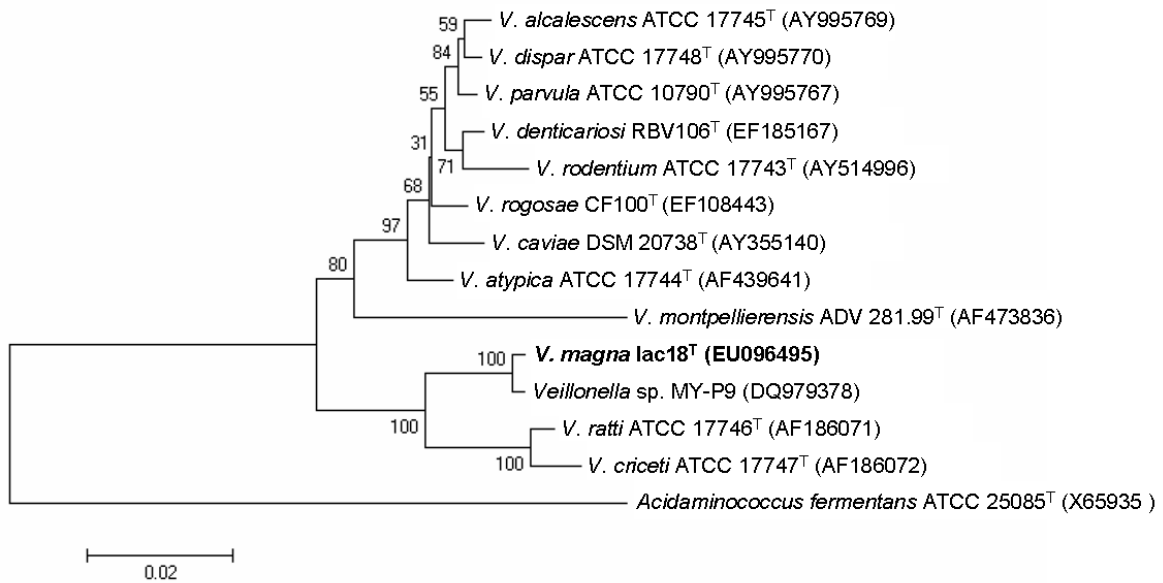 V. alcalescens ATCC 17745ᵀ (AY995769)
59
V. dispar ATCC 17748ᵀ (AY995770)
84
V. parvula ATCC 10790ᵀ (AY995767)
55
V. denticariosi RBV106ᵀ (EF185167)
31
71
V. rodentium ATCC 17743ᵀ (AY514996)
68
V. rogosae CF100ᵀ (EF108443)
97
V. caviae DSM 20738ᵀ (AY355140)
80
V. atypica ATCC 17744ᵀ (AF439641)
V. montpellierensis ADV 281.99ᵀ (AF473836)
100
V. magna lac18ᵀ (EU096495)
Veillonella sp. MY-P9 (DQ979378)
100
V. ratti ATCC 17746ᵀ (AF186071)
100
V. criceti ATCC 17747ᵀ (AF186072)
Acidaminococcus fermentans ATCC 25085ᵀ (X65935 )
0.02